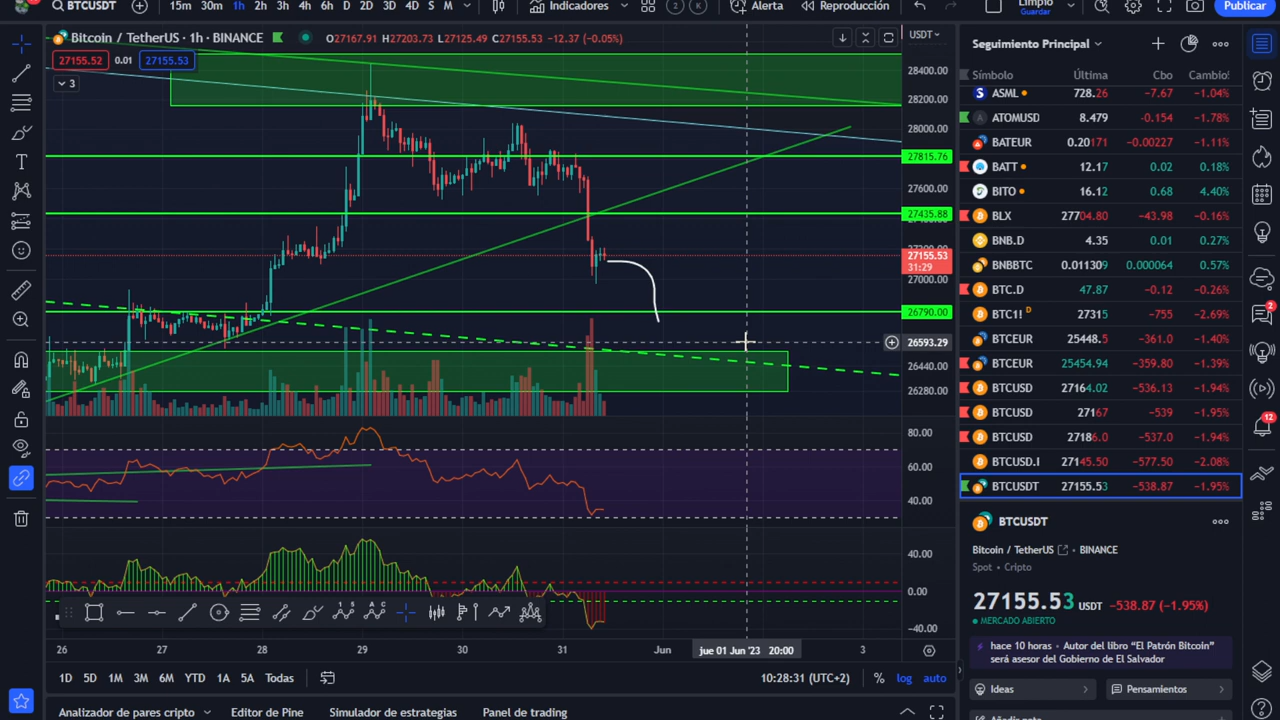 BTCUSDT 15m 30m 1h 2h 3h 4h 6h D 2D 3D 4D S M Indicadores Alerta Reproducción Limpio Guardar Publicar
Bitcoin / TetherUS · 1h · BINANCE O27167.91 H27203.73 L27125.49 C27155.53 −12.37 (−0.05%) USDT
27155.52 0.01 27155.53
3
28400.00
28200.00
28000.00
27815.76
27600.00
27435.88
27155.53
31:29
27000.00
26790.00
26593.29
26440.00
26280.00
80.00
60.00
40.00
40.00
0.00
−40.00
26 27 28 29 30 31 Jun jue 01 Jun '23 20:00 3
1D 5D 1M 3M 6M YTD 1A 5A Todas 10:28:31 (UTC+2) % log auto
Analizador de pares cripto Editor de Pine Simulador de estrategias Panel de trading
Seguimiento Principal
Símbolo Última Cbo Cambio%
ASML 728.26 −7.67 −1.04%
ATOMUSD 8.479 −0.154 −1.78%
BATEUR 0.20171 −0.00227 −1.11%
BATT 12.17 0.02 0.18%
BITO 16.12 0.68 4.40%
BLX 27704.80 −43.98 −0.16%
BNB.D 4.35 0.01 0.27%
BNBBTC 0.011309 0.000064 0.57%
BTC.D 47.87 −0.12 −0.26%
BTC1! D 27315 −755 −2.69%
BTCEUR 25448.5 −361.0 −1.40%
BTCEUR 25454.94 −359.80 −1.39%
BTCUSD 27164.02 −536.13 −1.94%
BTCUSD 27167 −539 −1.95%
BTCUSD 27186.0 −537.0 −1.94%
BTCUSD.I 27145.50 −577.50 −2.08%
BTCUSDT 27155.53 −538.87 −1.95%
BTCUSDT
Bitcoin / TetherUS · BINANCE
Spot · Cripto
27155.53 USDT −538.87 (−1.95%)
MERCADO ABIERTO
hace 10 horas · Autor del libro “El Patrón Bitcoin” será asesor del Gobierno de El Salvador
Ideas Pensamientos
2
12